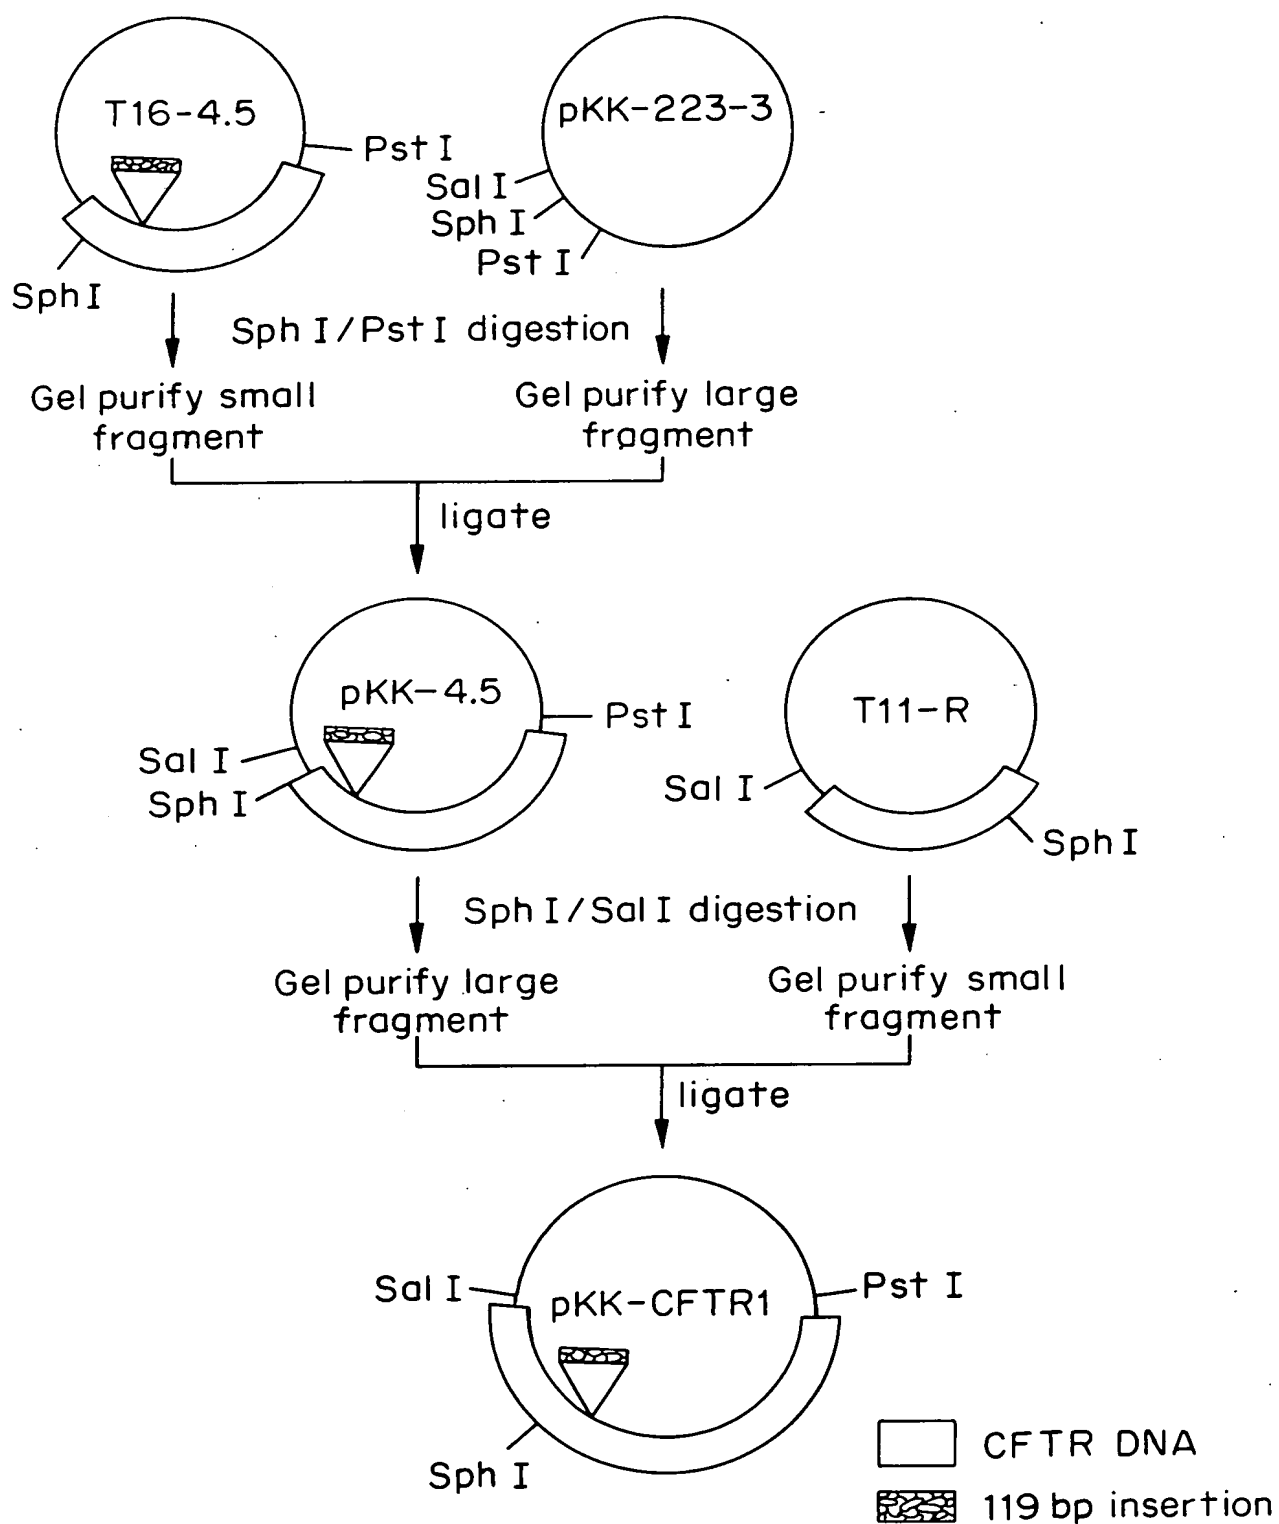 T16-4.5
Pst I
Sph I
pKK-223-3
Sal I
Sph I
Pst I
Sph I/Pst I digestion
Gel purify small
fragment
Gel purify large
fragment
ligate
pKK-4.5
Pst I
Sal I
Sph I
T11-R
Sal I
Sph I
Sph I/Sal I digestion
Gel purify large
fragment
Gel purify small
fragment
ligate
Sal I
pKK-CFTR1
Pst I
Sph I
CFTR DNA
119 bp insertion